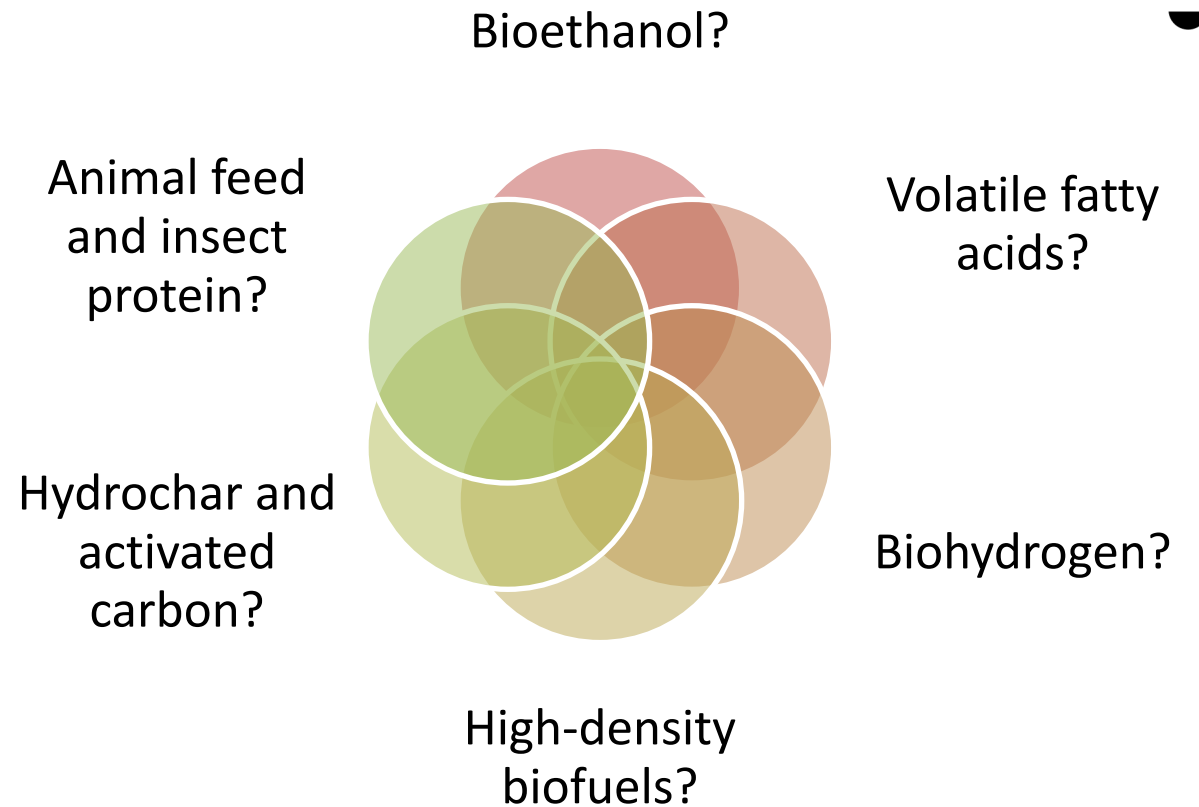 Bioethanol?
Volatile fatty
acids?
Biohydrogen?
High-density
biofuels?
Hydrochar and
activated
carbon?
Animal feed
and insect
protein?